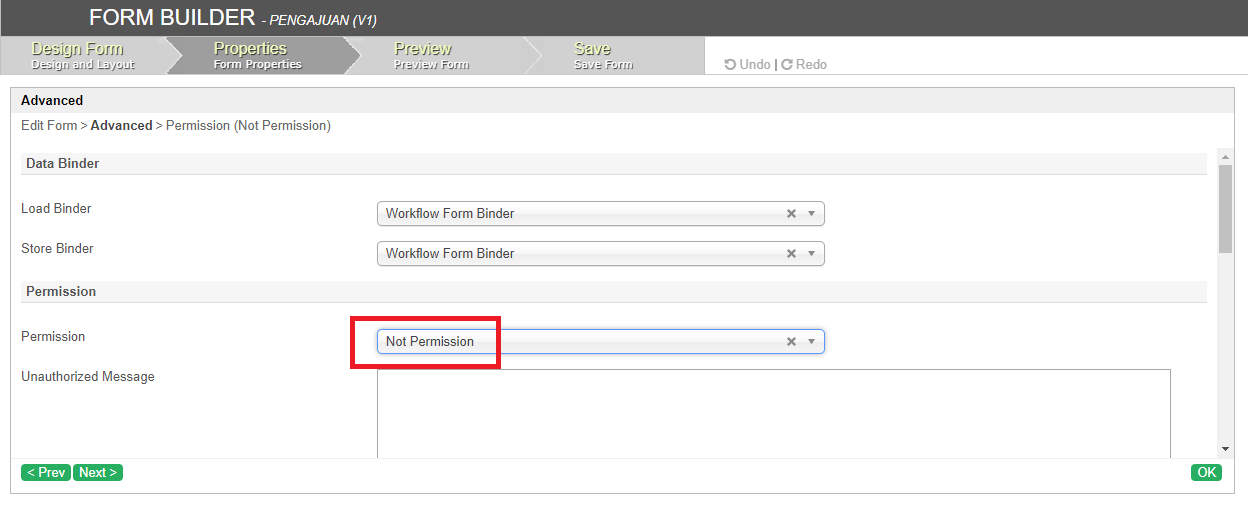 FORM BUILDER - PENGAJUAN (V1)
Design Form
Design and Layout
Properties
Form Properties
Preview
Preview Form
Save
Save Form
Undo | Redo
Advanced
Edit Form > Advanced > Permission (Not Permission)
Data Binder
Load Binder
Workflow Form Binder
Store Binder
Workflow Form Binder
Permission
Permission
Not Permission
Unauthorized Message
< Prev
Next >
OK